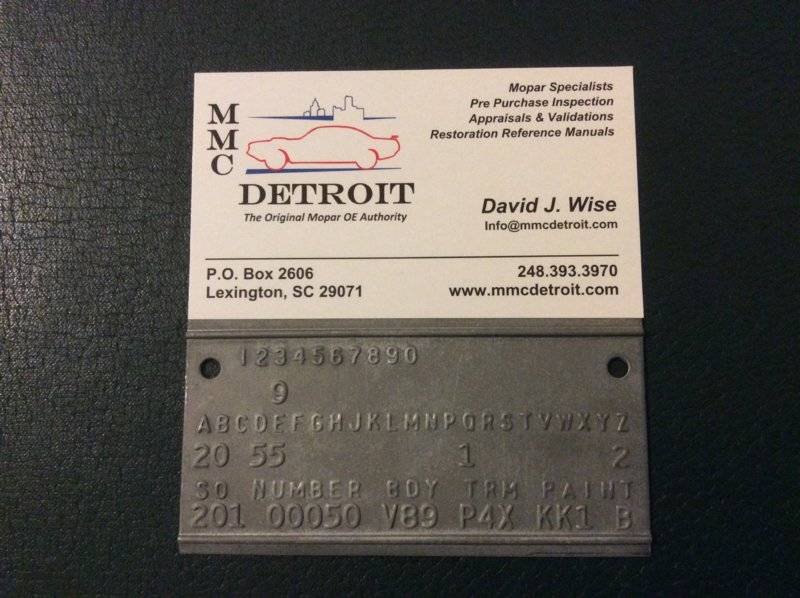 MMC
DETROIT
The Original Mopar OE Authority
Mopar Specialists
Pre Purchase Inspection
Appraisals & Validations
Restoration Reference Manuals
David J. Wise
Info@mmcdetroit.com
P.O. Box 2606
Lexington, SC 29071
248.393.3970
www.mmcdetroit.com
1234567890
9
ABCDEFGHJKLMNPQRSTVWXYZ
20 55 1 2
SO NUMBER BDY TRM PAINT
201 00050 V89 P4X KK1 B